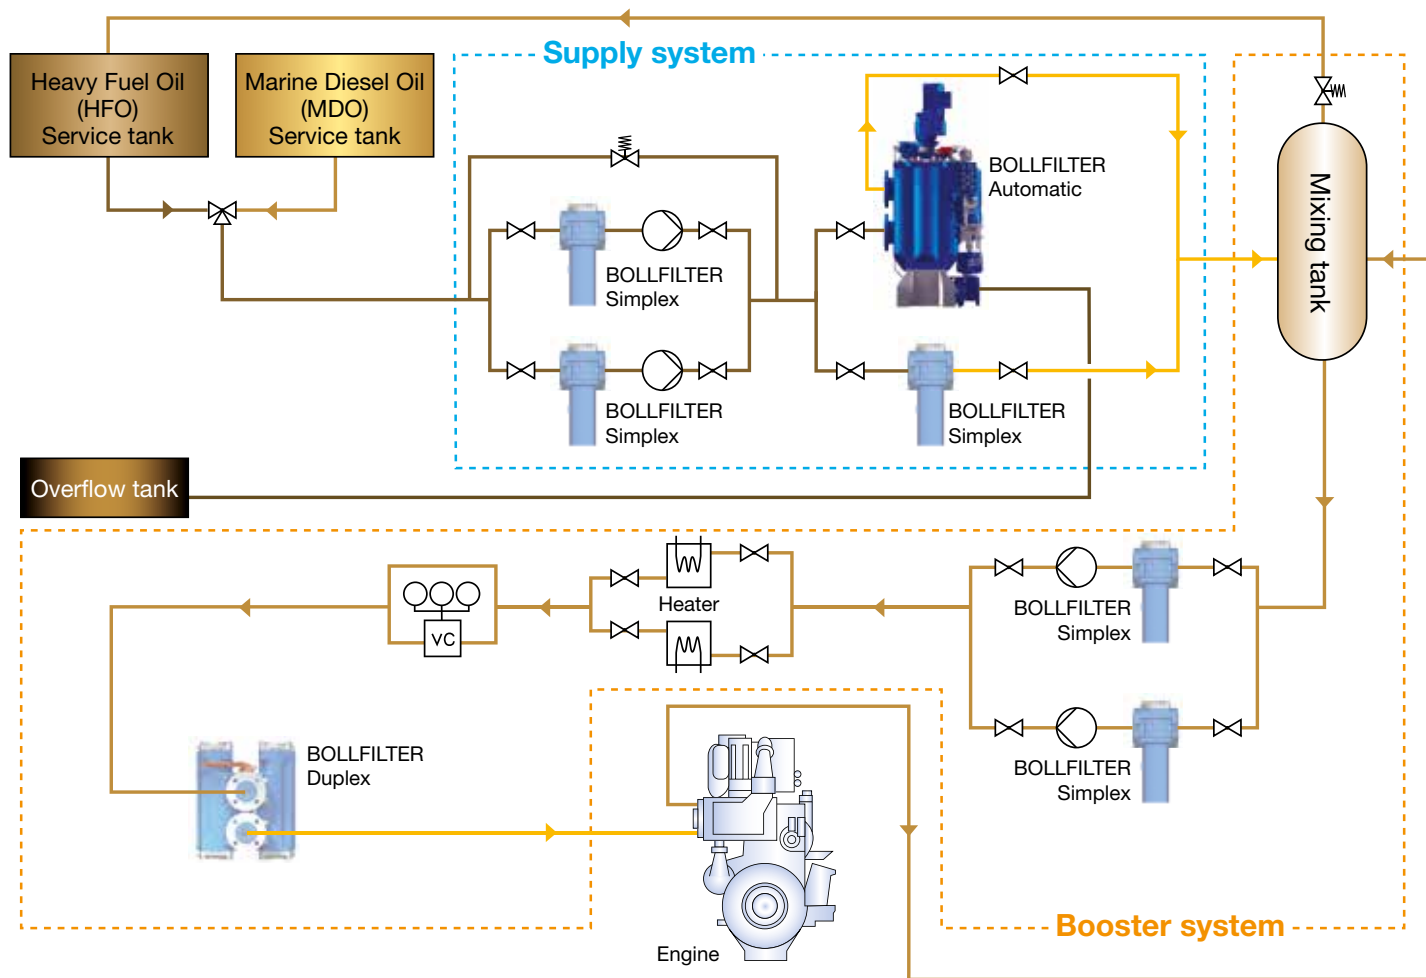 Supply system
Heavy Fuel Oil
(HFO)
Service tank
Marine Diesel Oil
(MDO)
Service tank
BOLLFILTER
Automatic
Mixing tank
BOLLFILTER
Simplex
BOLLFILTER
Simplex
BOLLFILTER
Simplex
Overflow tank
Heater
VC
BOLLFILTER
Simplex
BOLLFILTER
Simplex
BOLLFILTER
Duplex
Engine
Booster system